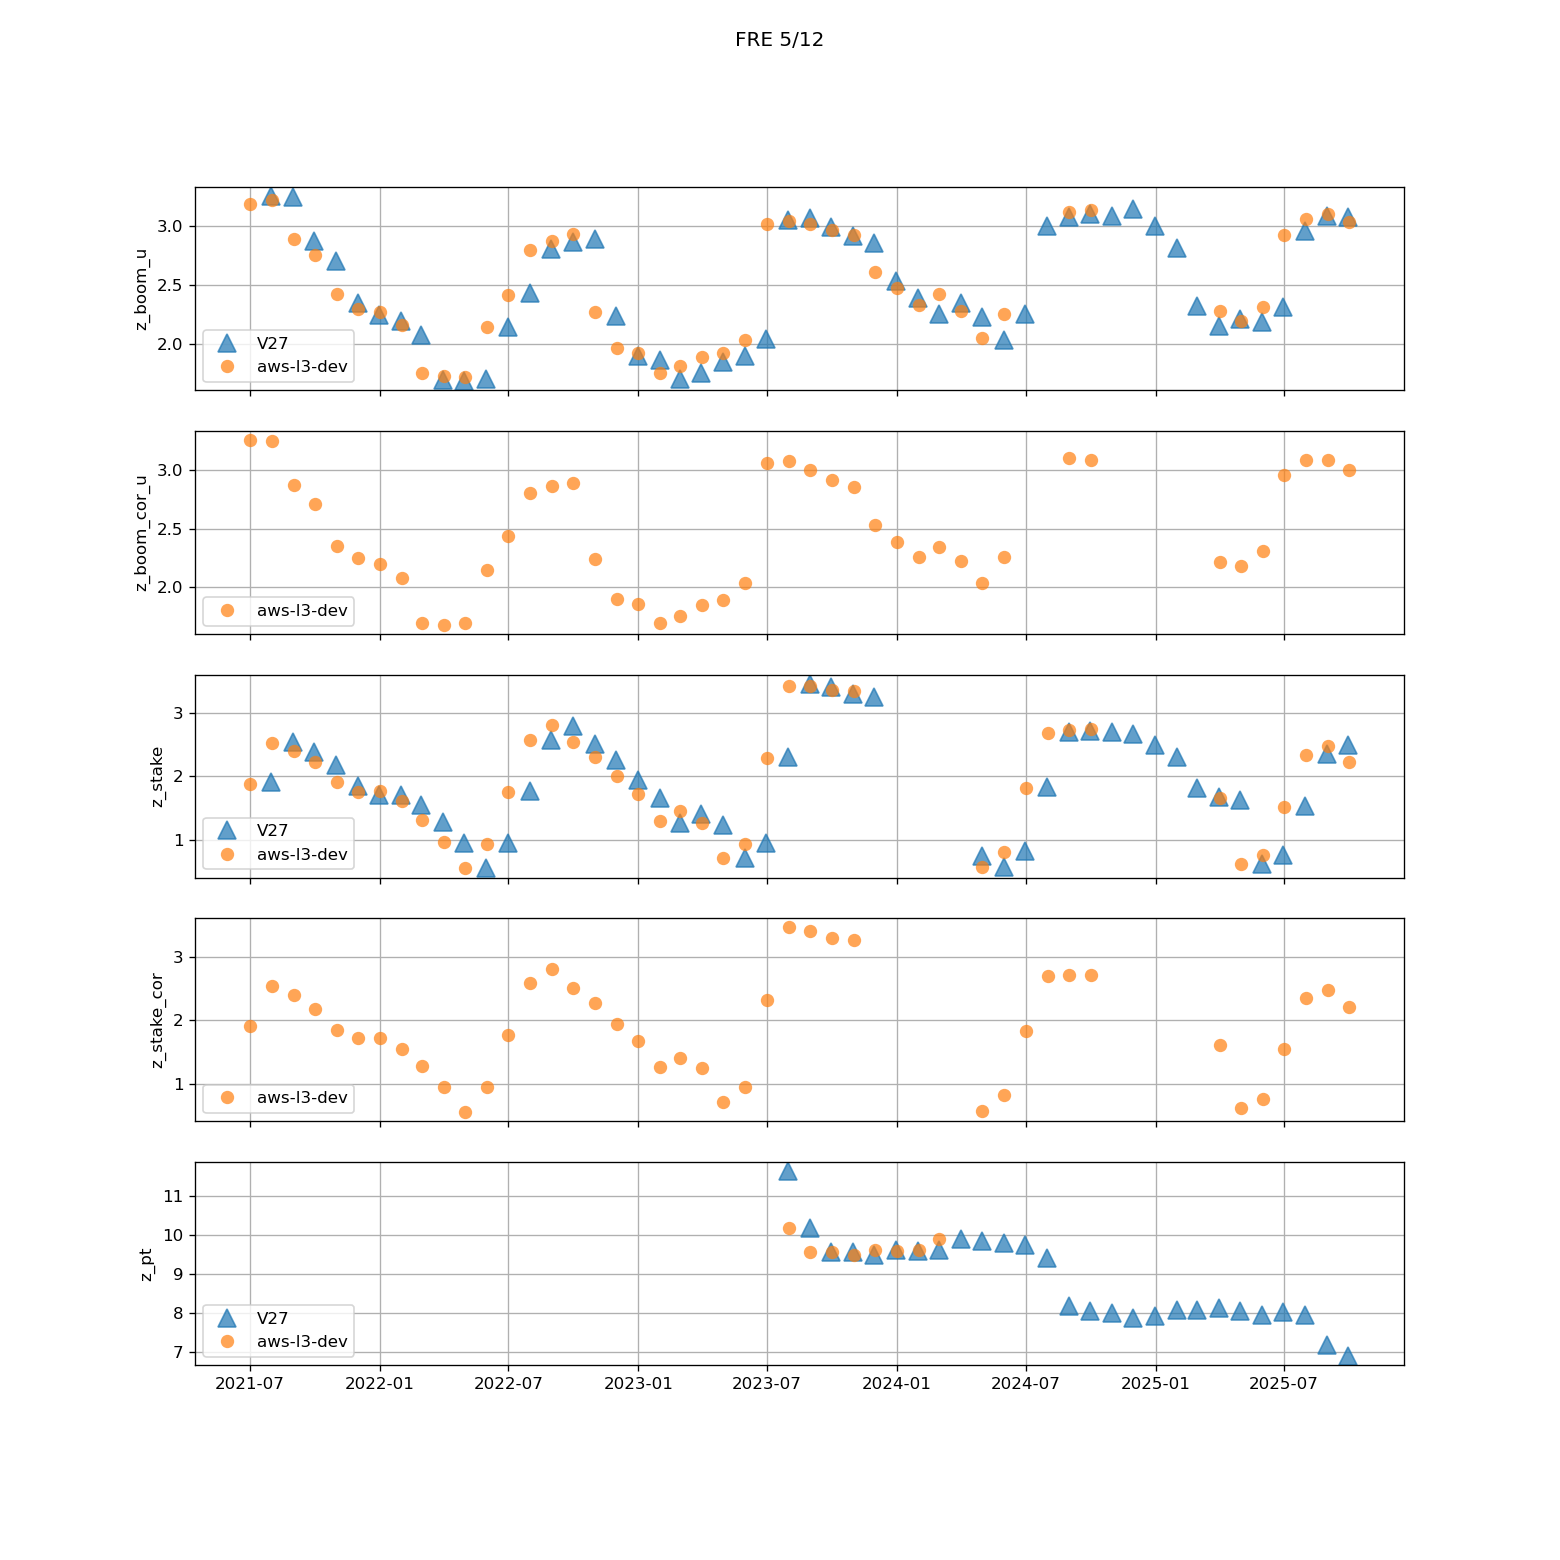 FRE 5/12
z_boom_u
3.0
2.5
2.0
V27
aws-l3-dev
z_boom_cor_u
3.0
2.5
2.0
aws-l3-dev
z_stake
3
2
1
V27
aws-l3-dev
z_stake_cor
3
2
1
aws-l3-dev
z_pt
11
10
9
8
7
V27
aws-l3-dev
2021-07 2022-01 2022-07 2023-01 2023-07 2024-01 2024-07 2025-01 2025-07